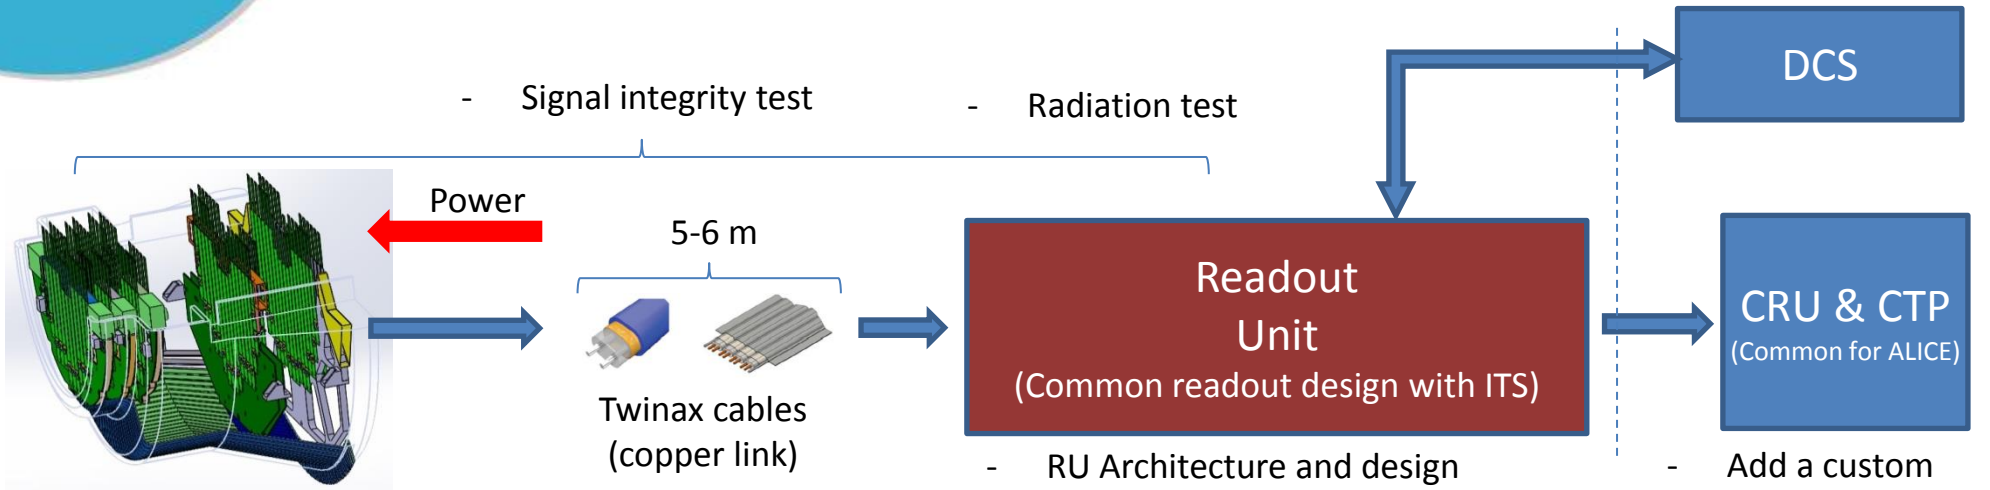 DCS
- Signal integrity test
- Radiation test
Power
5-6 m
Readout
Unit
(Common readout design with ITS)
CRU & CTP
(Common for ALICE)
Twinax cables
(copper link)
- RU Architecture and design
- Add a custom